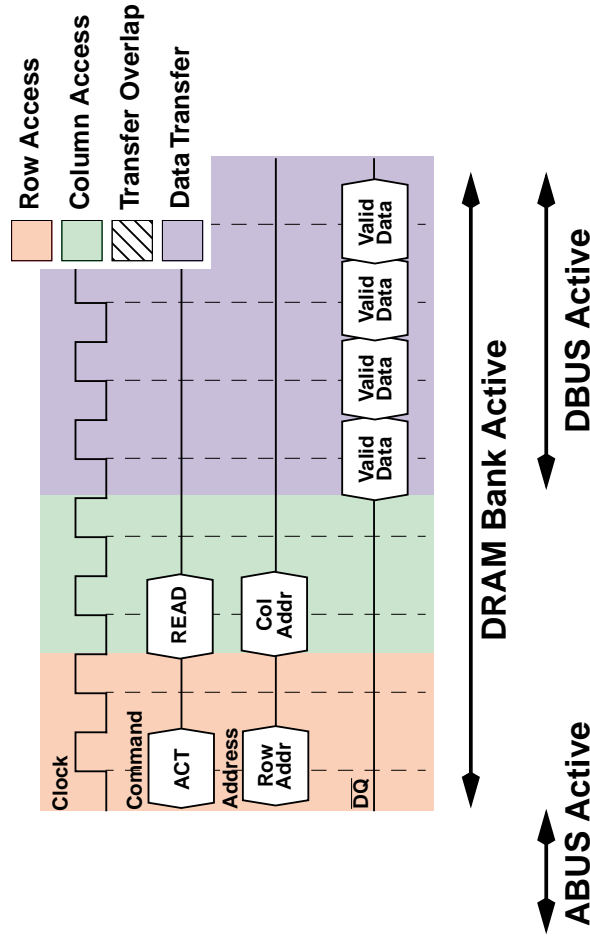 Row Access
Column Access
Transfer Overlap
Data Transfer
Clock
Command
ACT
READ
Address
Row
Addr
Col
Addr
DQ
Valid
Data
Valid
Data
Valid
Data
Valid
Data
DRAM Bank Active
ABUS Active
DBUS Active